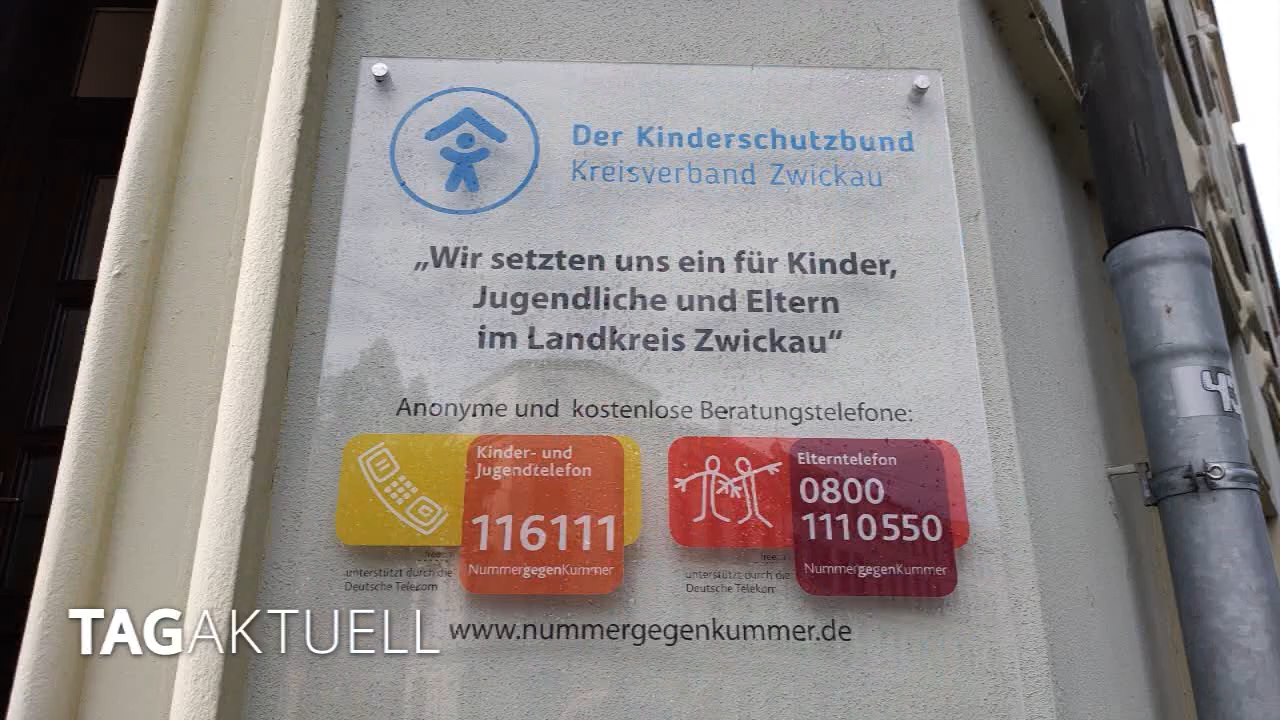 Der Kinderschutzbund
Kreisverband Zwickau
„Wir setzten uns ein für Kinder,
Jugendliche und Eltern
im Landkreis Zwickau“
Anonyme und kostenlose Beratungstelefone:
Kinder- und
Jugendtelefon
116111
NummergegenKummer
unterstützt durch die
Deutsche Telekom
Elterntelefon
0800
1110550
NummergegenKummer
unterstützt durch die
Deutsche Telekom
www.nummergegenkummer.de
TAGAKTUELL